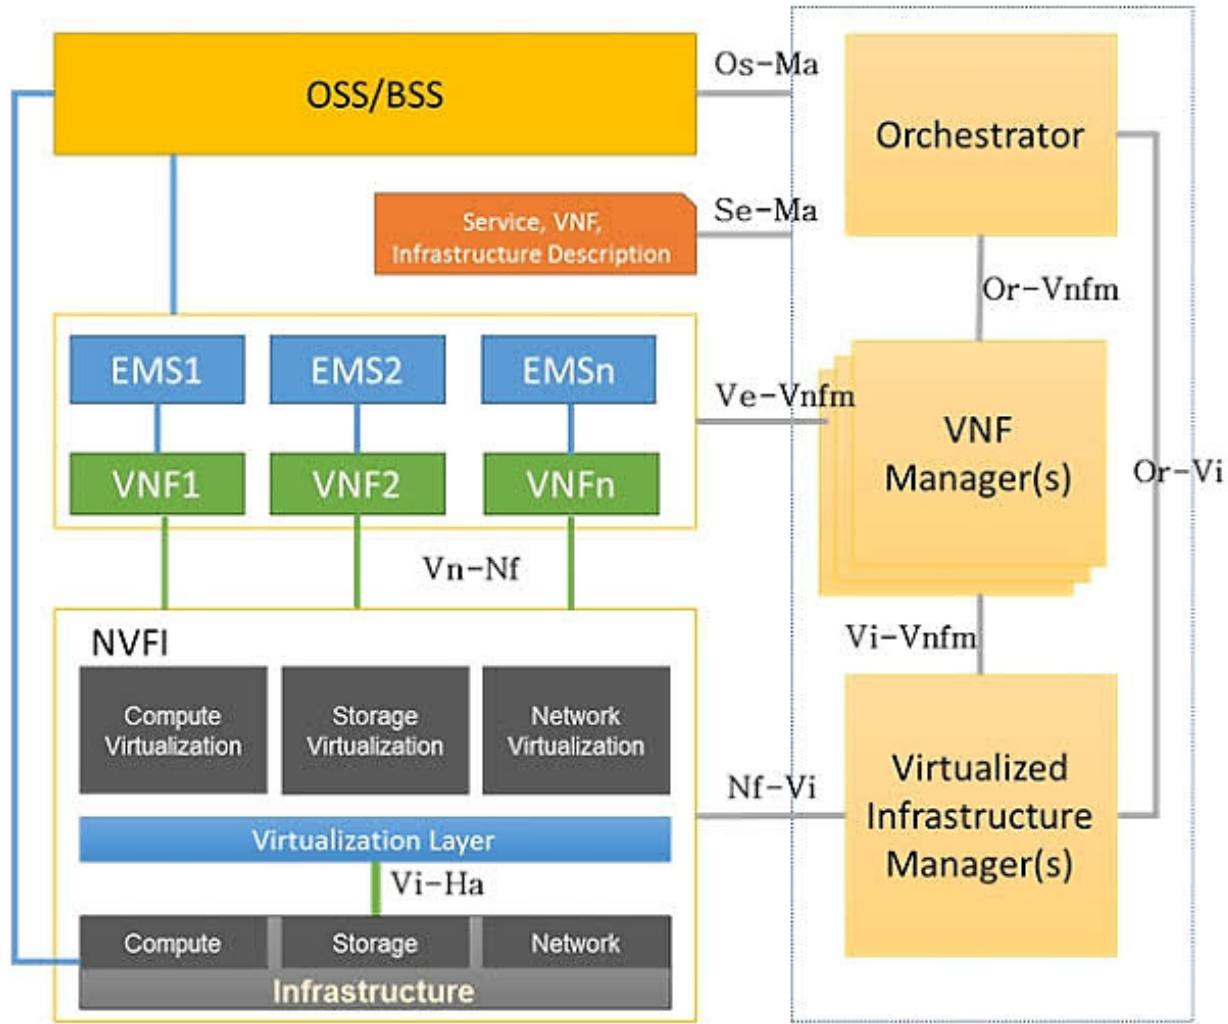 OSS/BSS
Os-Ma
Orchestrator
Service, VNF,
Infrastructure Description
Se-Ma
Or-Vnfm
EMS1
EMS2
EMSn
Ve-Vnfm
VNF
Manager(s)
Or-Vi
VNF1
VNF2
VNFn
Vn-Nf
NVFI
Vi-Vnfm
Compute
Virtualization
Storage
Virtualization
Network
Virtualization
Nf-Vi
Virtualized
Infrastructure
Manager(s)
Virtualization Layer
Vi-Ha
Compute
Storage
Network
Infrastructure